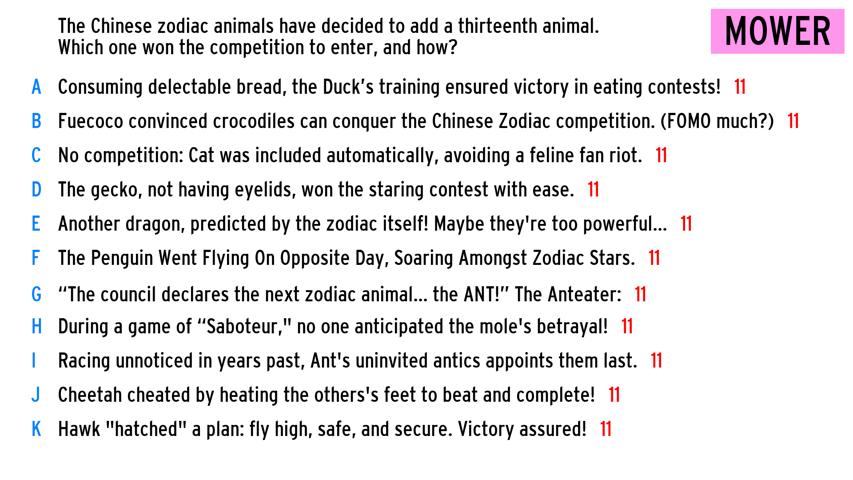 The Chinese zodiac animals have decided to add a thirteenth animal.
Which one won the competition to enter, and how?
MOWER
A Consuming delectable bread, the Duck’s training ensured victory in eating contests! 11
B Fuecoco convinced crocodiles can conquer the Chinese Zodiac competition. (FOMO much?) 11
C No competition: Cat was included automatically, avoiding a feline fan riot. 11
D The gecko, not having eyelids, won the staring contest with ease. 11
E Another dragon, predicted by the zodiac itself! Maybe they're too powerful... 11
F The Penguin Went Flying On Opposite Day, Soaring Amongst Zodiac Stars. 11
G “The council declares the next zodiac animal... the ANT!” The Anteater: 11
H During a game of “Saboteur," no one anticipated the mole's betrayal! 11
I Racing unnoticed in years past, Ant's uninvited antics appoints them last. 11
J Cheetah cheated by heating the others's feet to beat and complete! 11
K Hawk "hatched" a plan: fly high, safe, and secure. Victory assured! 11